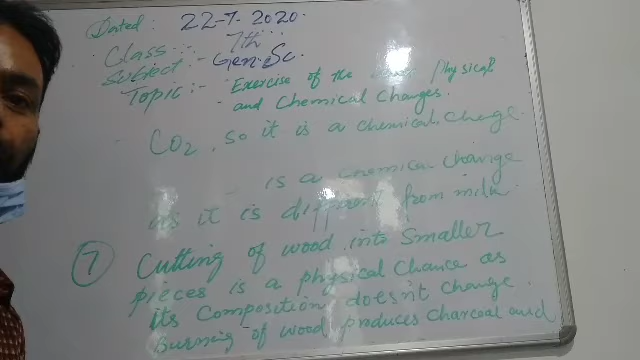 Dated: 22-7-2020.
Class :- 7th
Subject :- Gen. Sc.
Topic :- Exercise of the Physical
and Chemical Changes.
CO2, so it is a chemical change.
is a chemical change
as it is different from milk.
7 Cutting of wood into smaller
pieces is a physical chance as
its composition doesn't change.
Burning of wood produces charcoal and